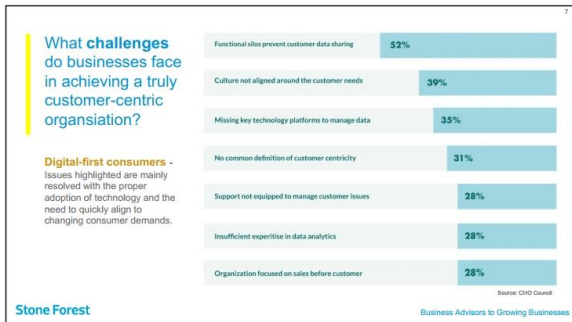 7
What challenges
do businesses face
in achieving a truly
customer-centric
organsiation?
Digital-first consumers -
Issues highlighted are mainly
resolved with the proper
adoption of technology and the
need to quickly align to
changing consumer demands.
Functional silos prevent customer data sharing 52%
Culture not aligned around the customer needs 39%
Missing key technology platforms to manage data 35%
No common definition of customer centricity 31%
Support not equipped to manage customer issues 28%
Insufficient experitise in data analytics 28%
Organization focused on sales before customer 28%
Source: CMO Council
Stone Forest
Business Advisors to Growing Businesses